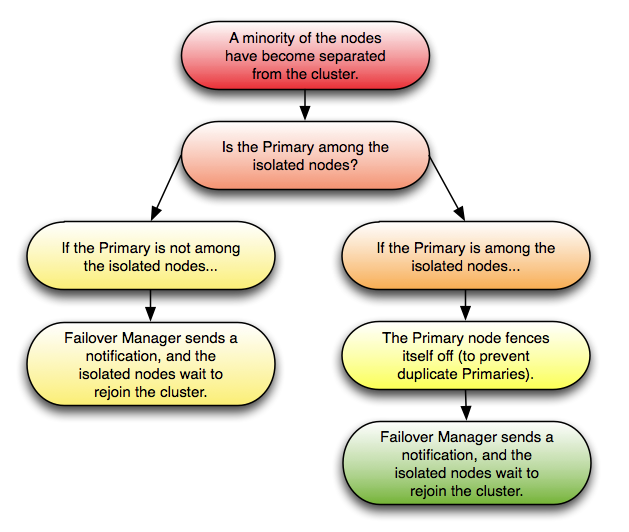 A minority of the nodes
have become separated
from the cluster.
Is the Primary among the
isolated nodes?
If the Primary is not among
the isolated nodes...
If the Primary is among the
isolated nodes...
Failover Manager sends a
notification, and the
isolated nodes wait to
rejoin the cluster.
The Primary node fences
itself off (to prevent
duplicate Primaries).
Failover Manager sends a
notification, and the
isolated nodes wait to
rejoin the cluster.